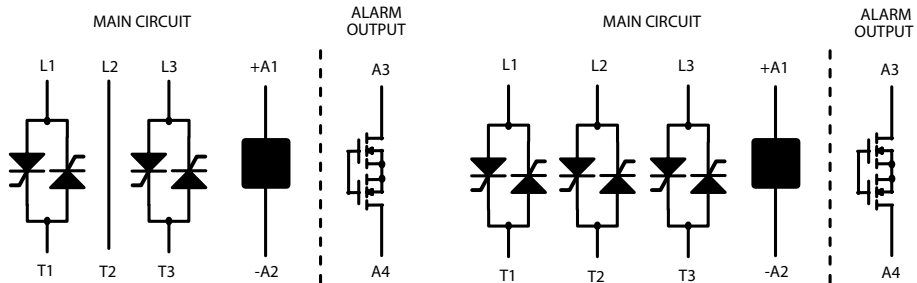 MAIN CIRCUIT
ALARM
OUTPUT
L1 L2 L3 +A1 A3
T1 T2 T3 -A2 A4
MAIN CIRCUIT
ALARM
OUTPUT
L1 L2 L3 +A1 A3
T1 T2 T3 -A2 A4